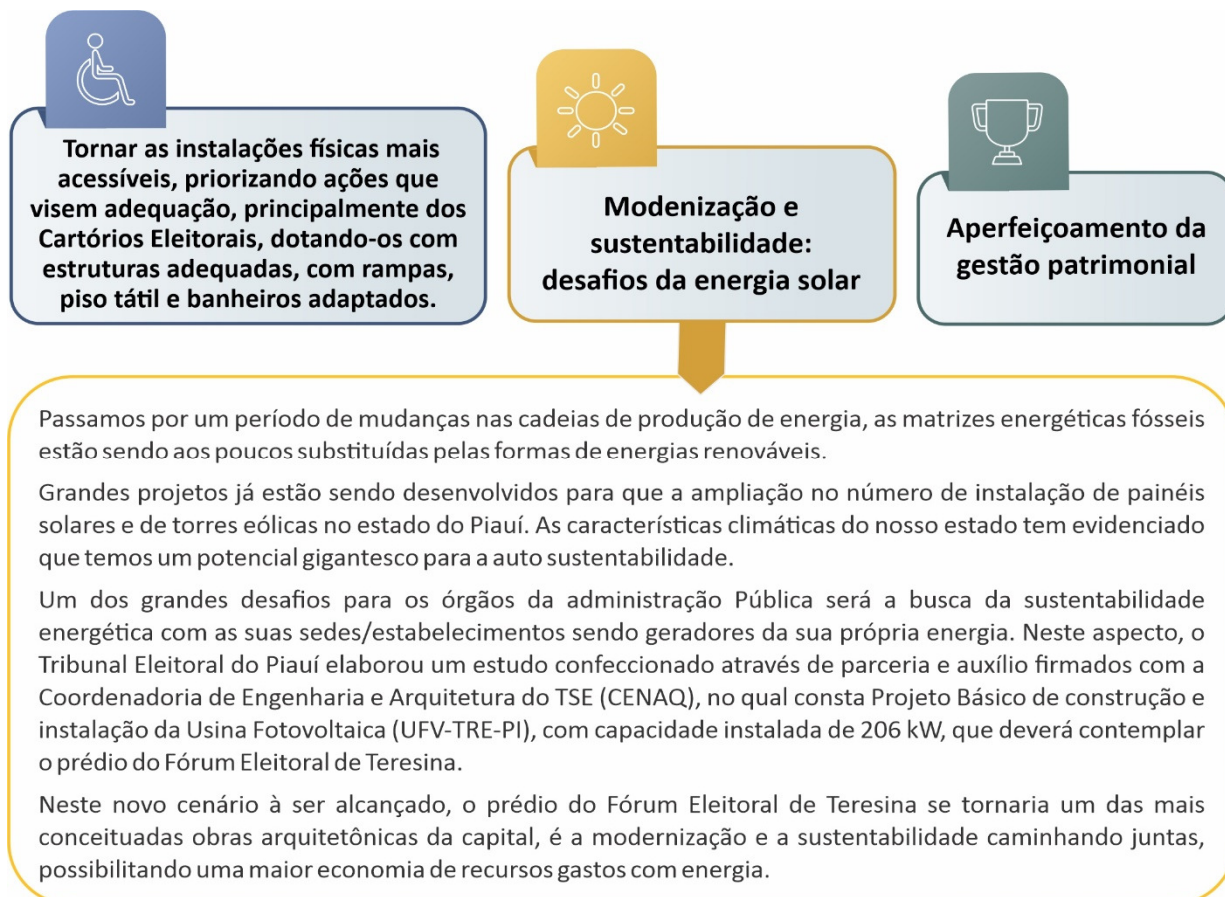 Tornar as instalações físicas mais
acessíveis, priorizando ações que
visem adequação, principalmente dos
Cartórios Eleitorais, dotando-os com
estruturas adequadas, com rampas,
piso tátil e banheiros adaptados.
Modenização e
sustentabilidade:
desafios da energia solar
Aperfeiçoamento da
gestão patrimonial
Passamos por um período de mudanças nas cadeias de produção de energia, as matrizes energéticas fósseis
estão sendo aos poucos substituídas pelas formas de energias renováveis.
Grandes projetos já estão sendo desenvolvidos para que a ampliação no número de instalação de painéis
solares e de torres eólicas no estado do Piauí. As características climáticas do nosso estado tem evidenciado
que temos um potencial gigantesco para a auto sustentabilidade.
Um dos grandes desafios para os órgãos da administração Pública será a busca da sustentabilidade
energética com as suas sedes/estabelecimentos sendo geradores da sua própria energia. Neste aspecto, o
Tribunal Eleitoral do Piauí elaborou um estudo confeccionado através de parceria e auxílio firmados com a
Coordenadoria de Engenharia e Arquitetura do TSE (CENAQ), no qual consta Projeto Básico de construção e
instalação da Usina Fotovoltaica (UFV-TRE-PI), com capacidade instalada de 206 kW, que deverá contemplar
o prédio do Fórum Eleitoral de Teresina.
Neste novo cenário à ser alcançado, o prédio do Fórum Eleitoral de Teresina se tornaria um das mais
conceituadas obras arquitetônicas da capital, é a modernização e a sustentabilidade caminhando juntas,
possibilitando uma maior economia de recursos gastos com energia.